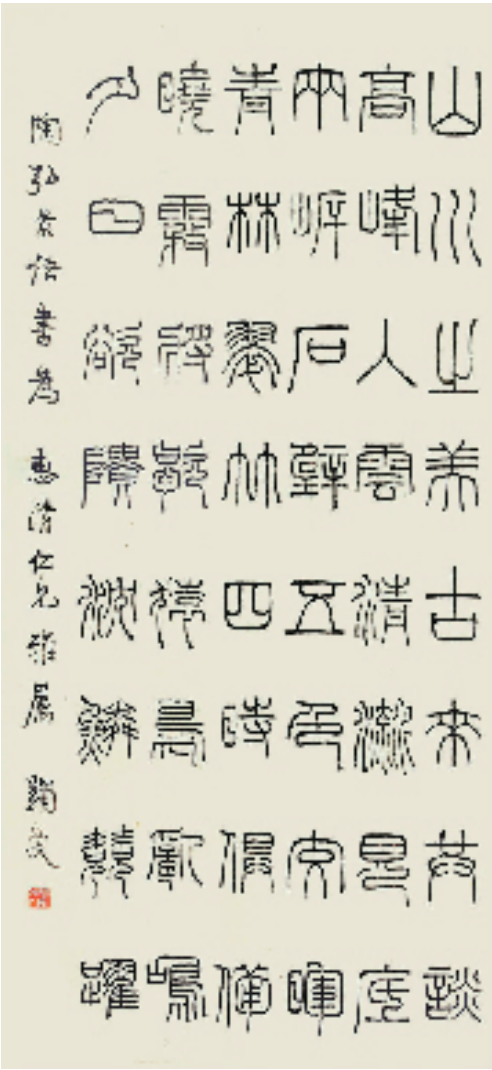 山川之美古來共談
高峰入雲清流見底
兩岸石壁五色交暉
青林翠竹四時俱備
曉霧將歇猿鳥亂鳴
夕日欲頹沈鱗競躍
陶弘景語書為 惠清仁兄雅屬